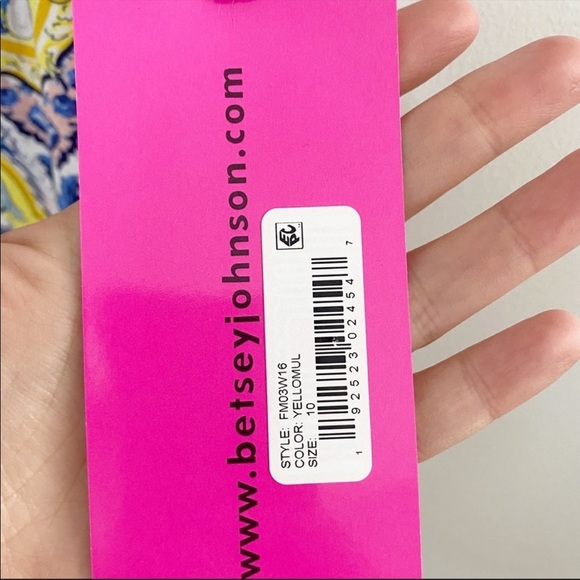 www.betseyjohnson.com
STYLE: FM03W16
COLOR: YELLOMUL
SIZE: 10
1 92523 02454 7